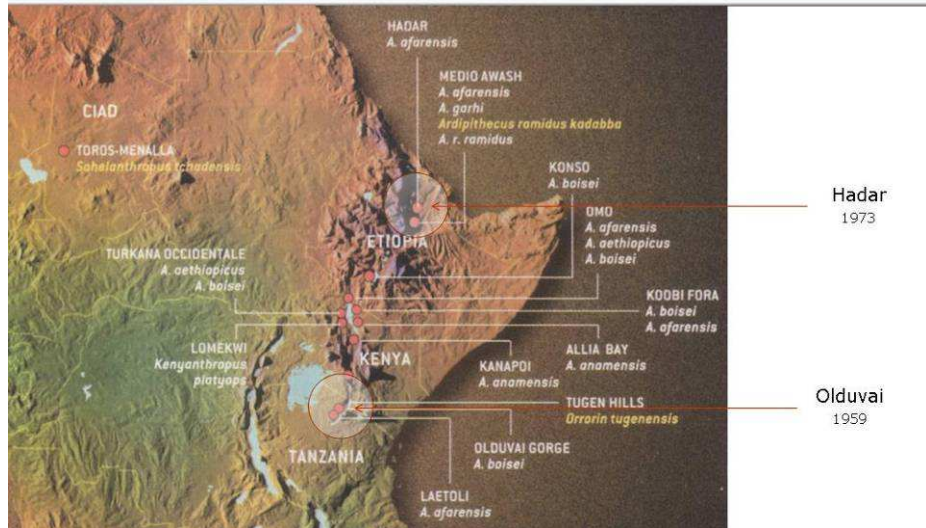 HADAR
A. afarensis
MEDIO AWASH
A. afarensis
A. garhi
Ardipithecus ramidus kadabba
A. r. ramidus
CIAD
TOROS-MENALLA
Sahelanthropus tchadensis
KONSO
A. boisei
Hadar
1973
OMO
A. afarensis
A. aethiopicus
A. boisei
ETIOPIA
TURKANA OCCIDENTALE
A. aethiopicus
A. boisei
KOOBI FORA
A. boisei
A. afarensis
LOMEKWI
Kenyanthropus
platyops
KENYA
ALLIA BAY
A. anamensis
KANAPOI
A. anamensis
TUGEN HILLS
Orrorin tugenensis
Olduvai
1959
OLDUVAI GORGE
A. boisei
TANZANIA
LAETOLI
A. afarensis